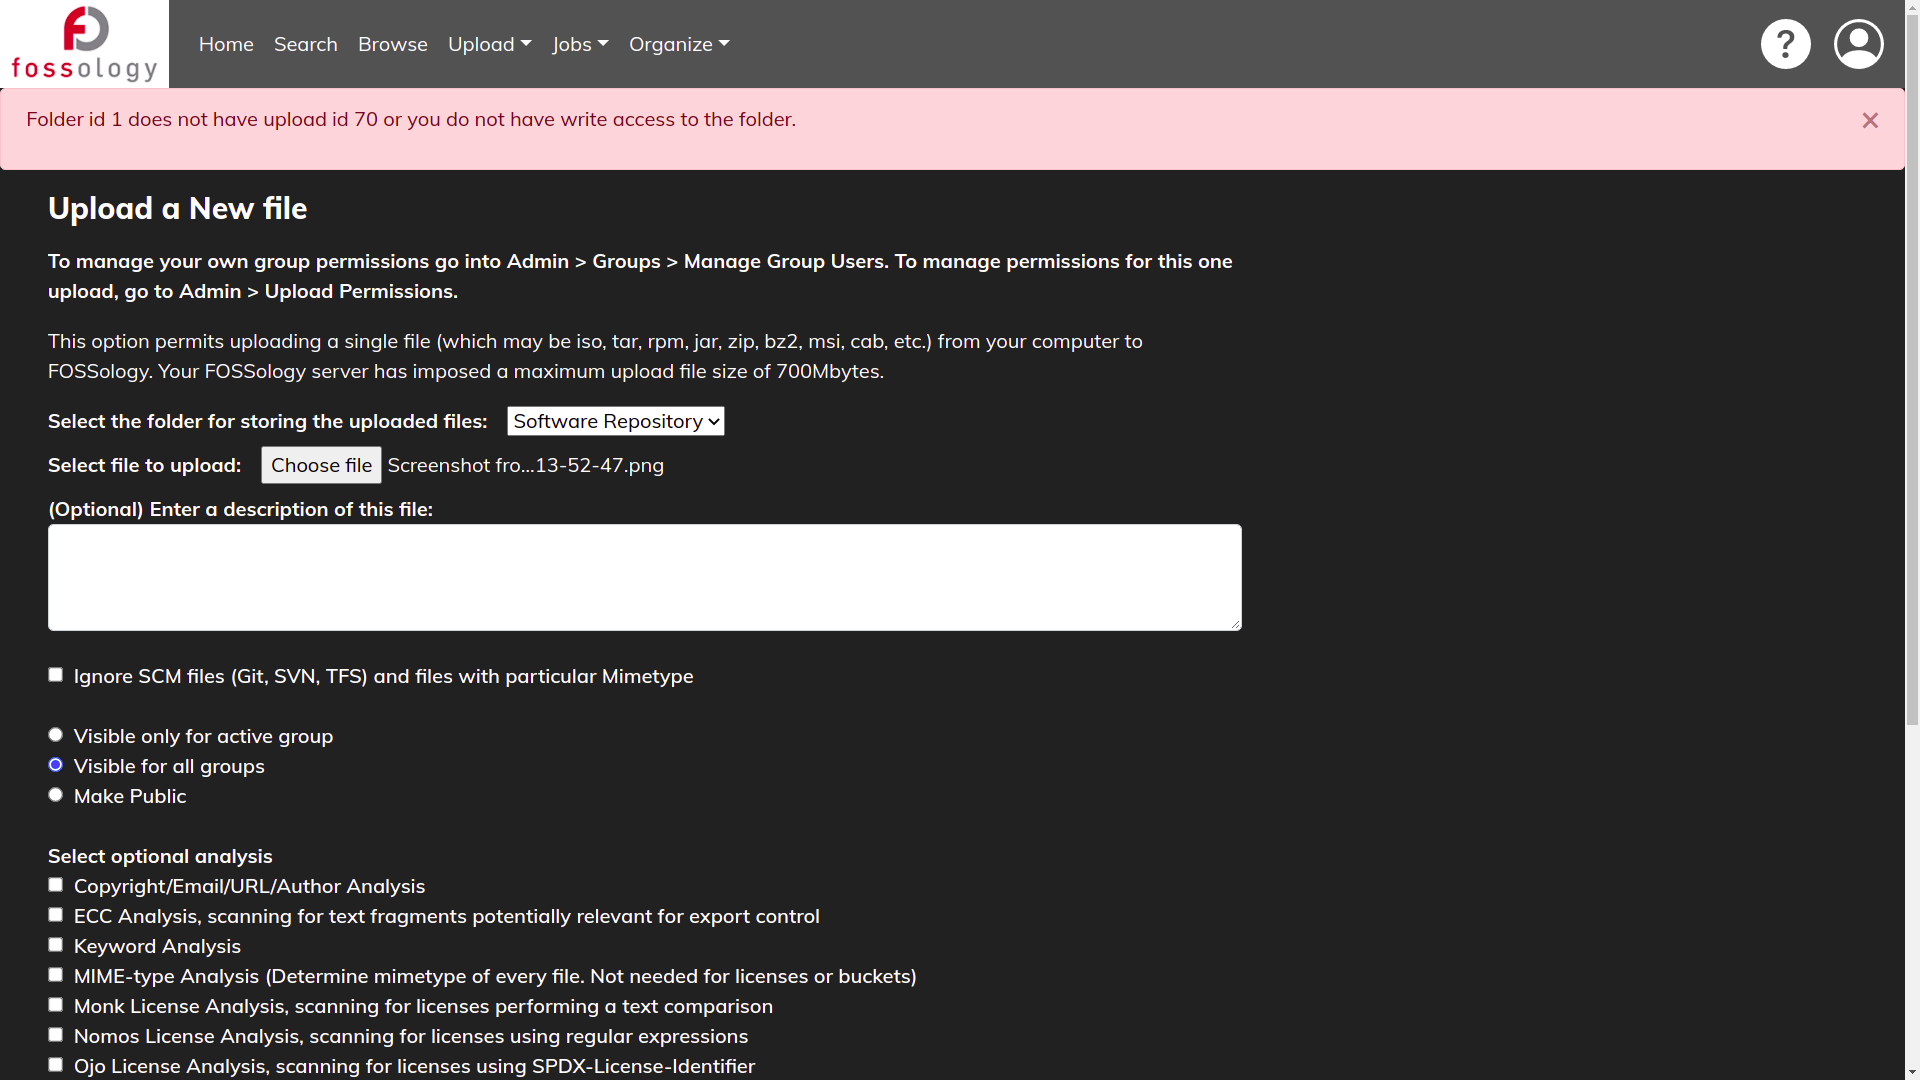 fossology
Home Search Browse Upload Jobs Organize
?
Folder id 1 does not have upload id 70 or you do not have write access to the folder.
×
Upload a New file
To manage your own group permissions go into Admin > Groups > Manage Group Users. To manage permissions for this one
upload, go to Admin > Upload Permissions.
This option permits uploading a single file (which may be iso, tar, rpm, jar, zip, bz2, msi, cab, etc.) from your computer to
FOSSology. Your FOSSology server has imposed a maximum upload file size of 700Mbytes.
Select the folder for storing the uploaded files: Software Repository
Select file to upload: Choose file Screenshot fro...13-52-47.png
(Optional) Enter a description of this file:
Ignore SCM files (Git, SVN, TFS) and files with particular Mimetype
Visible only for active group
Visible for all groups
Make Public
Select optional analysis
Copyright/Email/URL/Author Analysis
ECC Analysis, scanning for text fragments potentially relevant for export control
Keyword Analysis
MIME-type Analysis (Determine mimetype of every file. Not needed for licenses or buckets)
Monk License Analysis, scanning for licenses performing a text comparison
Nomos License Analysis, scanning for licenses using regular expressions
Ojo License Analysis, scanning for licenses using SPDX-License-Identifier